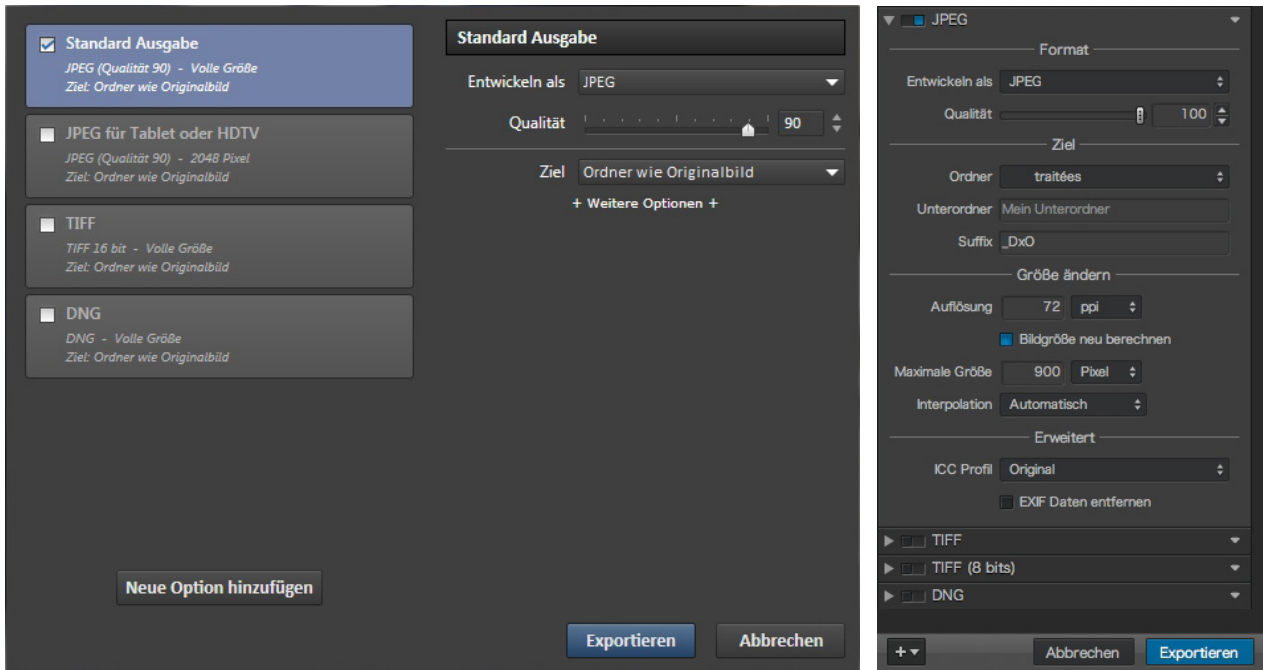 Standard Ausgabe
JPEG (Qualität 90) - Volle Größe
Ziel: Ordner wie Originalbild
JPEG für Tablet oder HDTV
JPEG (Qualität 90) - 2048 Pixel
Ziel: Ordner wie Originalbild
TIFF
TIFF 16 bit - Volle Größe
Ziel: Ordner wie Originalbild
DNG
DNG - Volle Größe
Ziel: Ordner wie Originalbild
Neue Option hinzufügen
Standard Ausgabe
Entwickeln als JPEG
Qualität 90
Ziel Ordner wie Originalbild
+ Weitere Optionen +
Exportieren Abbrechen
JPEG
Format
Entwickeln als JPEG
Qualität 100
Ziel
Ordner traitées
Unterordner Mein Unterordner
Suffix _DxO
Größe ändern
Auflösung 72 ppi
Bildgröße neu berechnen
Maximale Größe 900 Pixel
Interpolation Automatisch
Erweitert
ICC Profil Original
EXIF Daten entfernen
TIFF
TIFF (8 bits)
DNG
+ Abbrechen Exportieren